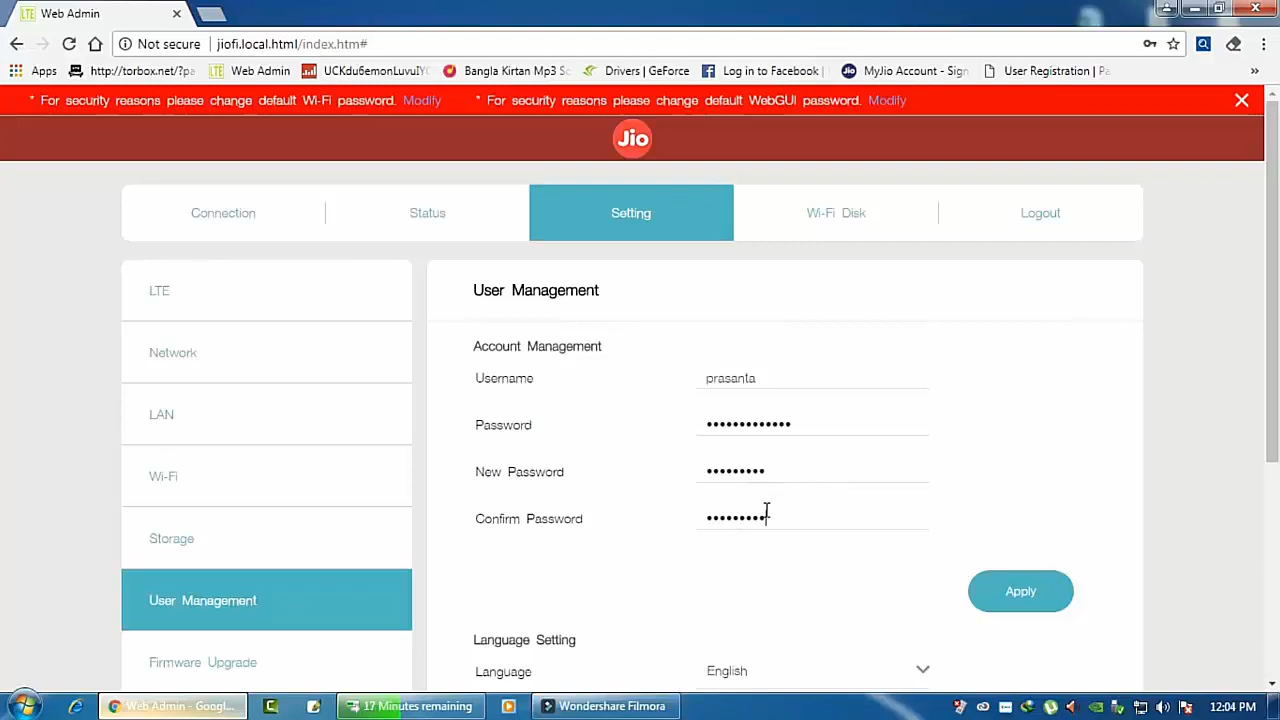 Web Admin
Not secure | jiofi.local.html/index.htm#
Apps http://torbox.net/?pa Web Admin UCKdu6emonLuvuIYC Bangla Kirtan Mp3 Sc Drivers | GeForce Log in to Facebook | MyJio Account - Sign User Registration | Pa »
* For security reasons please change default Wi-Fi password. Modify * For security reasons please change default WebGUI password. Modify
Jio
Connection Status Setting Wi-Fi Disk Logout
LTE
Network
LAN
Wi-Fi
Storage
User Management
Firmware Upgrade
User Management
Account Management
Username prasanta
Password •••••••••••••
New Password •••••••••
Confirm Password •••••••••
Apply
Language Setting
Language English
Web Admin - Googl... 17 Minutes remaining Wondershare Filmora 12:04 PM